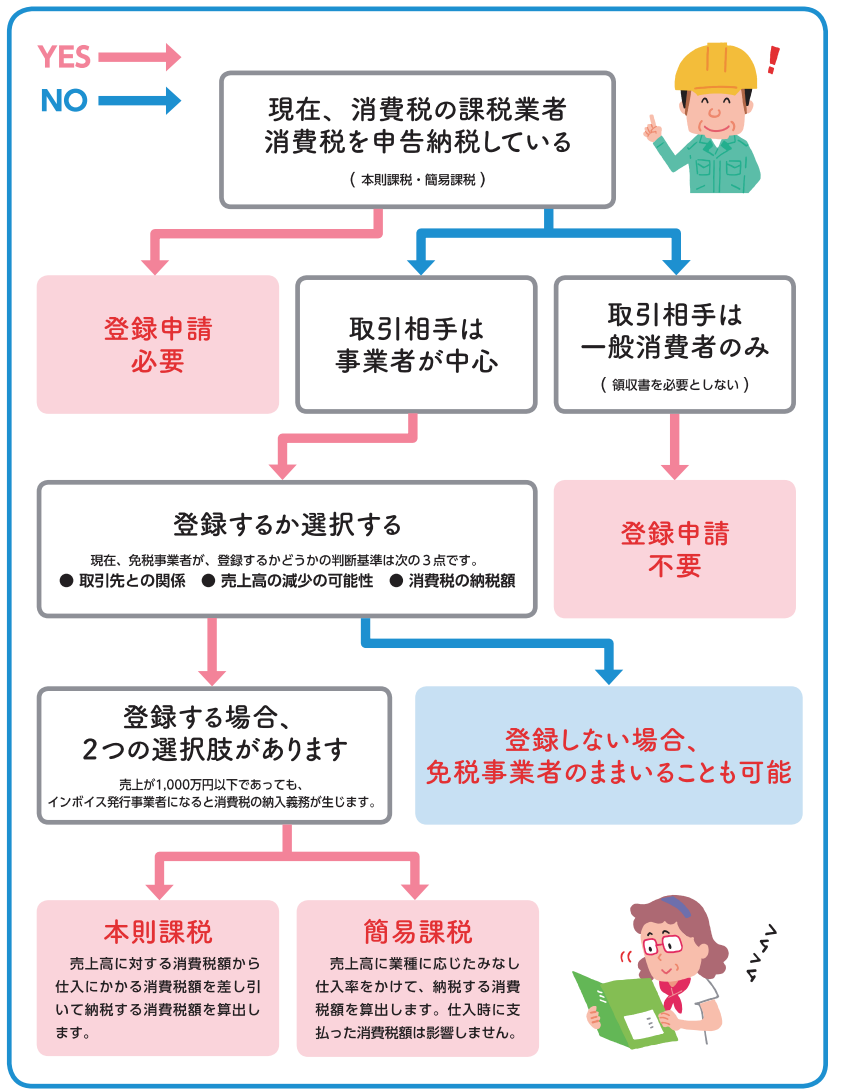 YES
NO
現在、消費税の課税業者
消費税を申告納税している
( 本則課税・簡易課税 )
登録申請
必要
取引相手は
事業者が中心
取引相手は
一般消費者のみ
( 領収書を必要としない )
登録するか選択する
現在、免税事業者が、登録するかどうかの判断基準は次の3点です。
● 取引先との関係 ● 売上高の減少の可能性 ● 消費税の納税額
登録申請
不要
登録する場合、
2つの選択肢があります
売上が1,000万円以下であっても、
インボイス発行事業者になると消費税の納入義務が生じます。
登録しない場合、
免税事業者のままいることも可能
本則課税
売上高に対する消費税額から
仕入にかかる消費税額を差し引
いて納税する消費税額を算出し
ます。
簡易課税
売上高に業種に応じたみなし
仕入率をかけて、納税する消費
税額を算出します。仕入時に支
払った消費税額は影響しません。